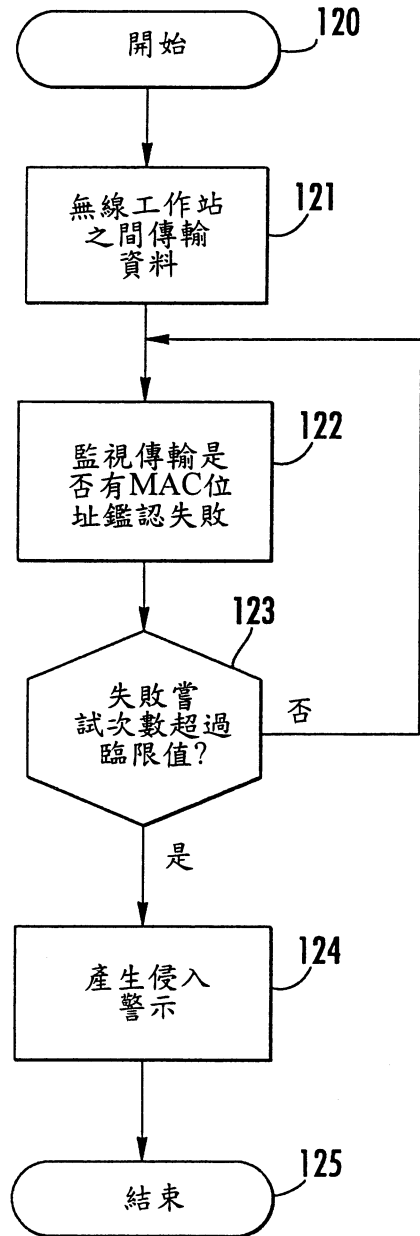 開始
120
無線工作站
之間傳輸
資料
121
監視傳輸是
否有MAC位
址鑑認失敗
122
123
失敗嘗
試次數超過
臨限值?
否
是
產生侵入
警示
124
結束
125